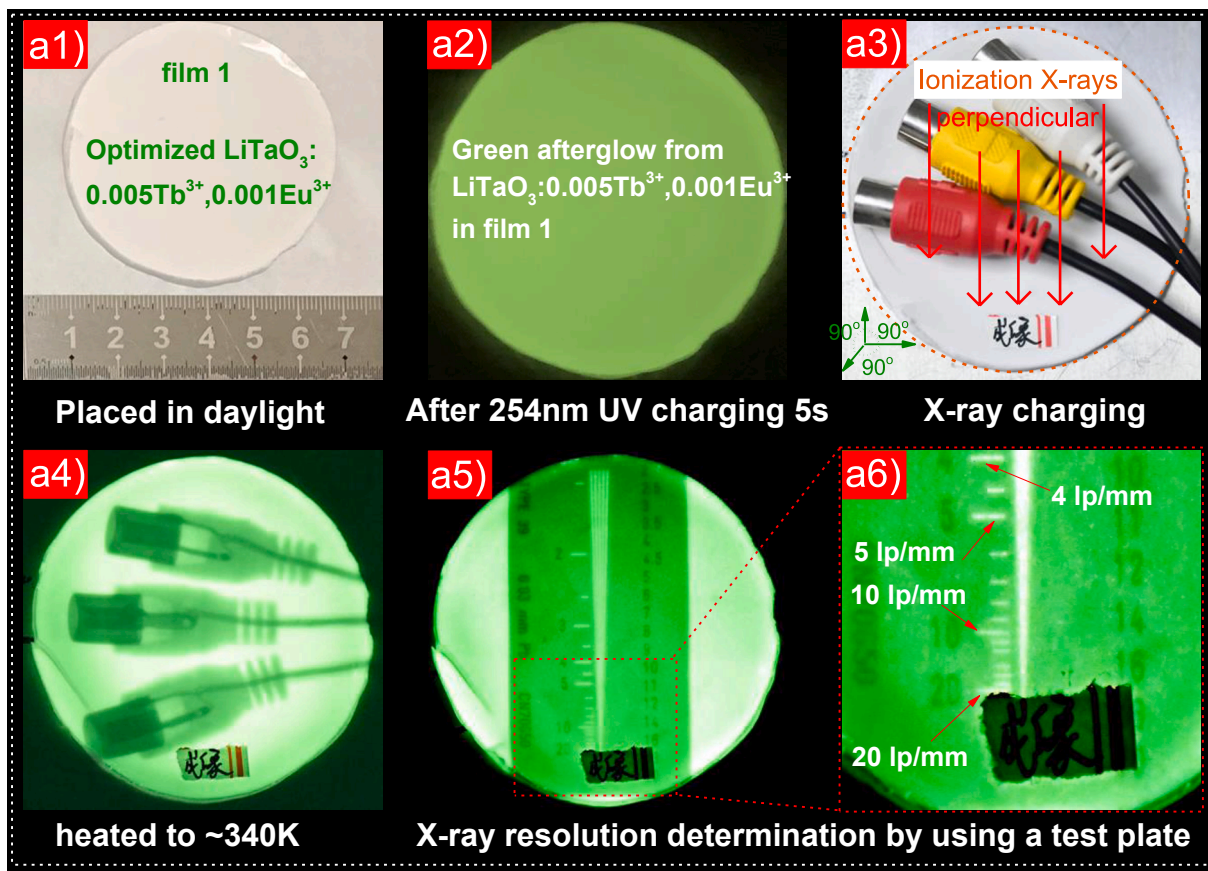 a1)
film 1
Optimized LiTaO₃:
0.005Tb³⁺,0.001Eu³⁺
1 2 3 4 5 6 7
Placed in daylight
a2)
Green afterglow from
LiTaO₃:0.005Tb³⁺,0.001Eu³⁺
in film 1
After 254nm UV charging 5s
a3)
Ionization X-rays
perpendicular
90° 90°
90°
X-ray charging
a4)
heated to ~340K
a5)
2
a6)
4 lp/mm
5 lp/mm
10 lp/mm
20 lp/mm
10
20
X-ray resolution determination by using a test plate